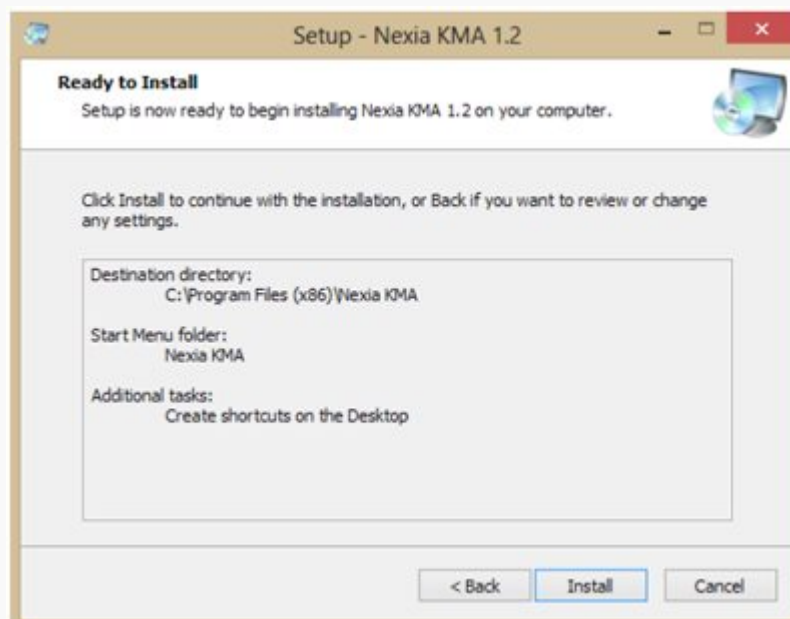 Setup - Nexia KMA 1.2
Ready to Install
Setup is now ready to begin installing Nexia KMA 1.2 on your computer.
Click Install to continue with the installation, or Back if you want to review or change
any settings.
Destination directory:
C:\Program Files (x86)\Nexia KMA
Start Menu folder:
Nexia KMA
Additional tasks:
Create shortcuts on the Desktop
< Back Install Cancel